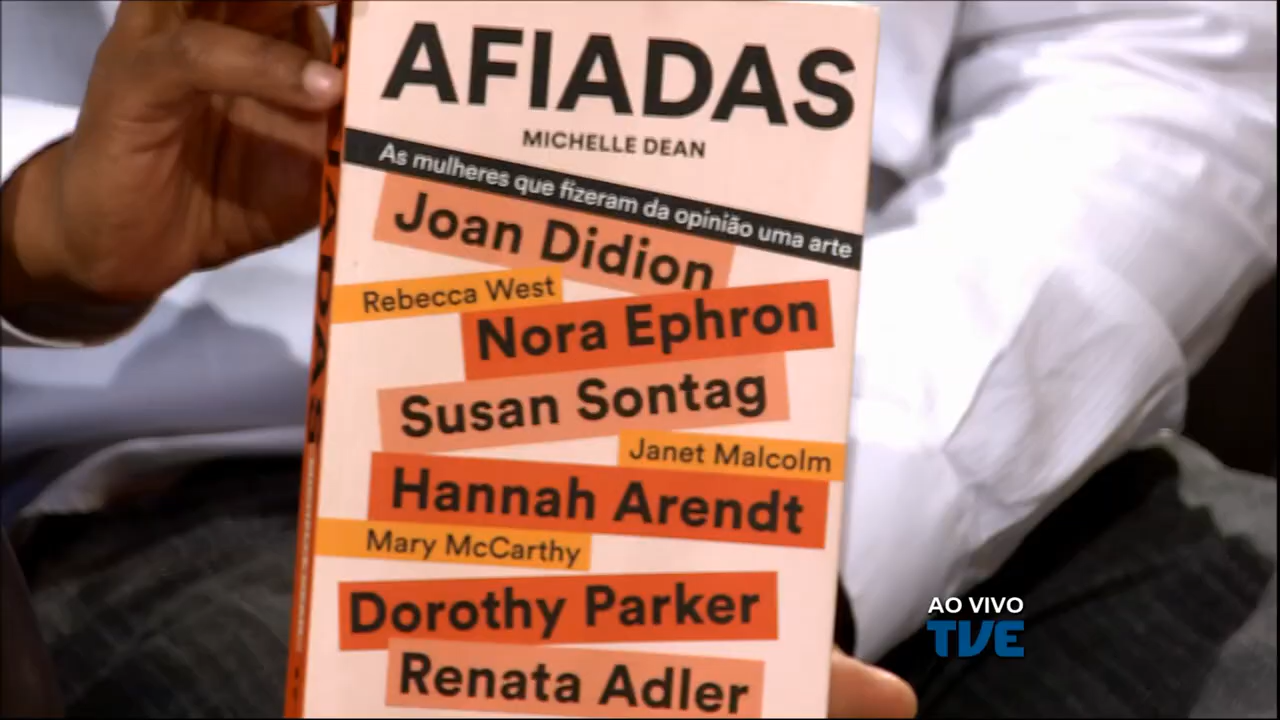 AFIADAS
MICHELLE DEAN
As mulheres que fizeram da opinião uma arte
Joan Didion
Rebecca West
Nora Ephron
Susan Sontag
Janet Malcolm
Hannah Arendt
Mary McCarthy
Dorothy Parker
Renata Adler
AO VIVO
TVE